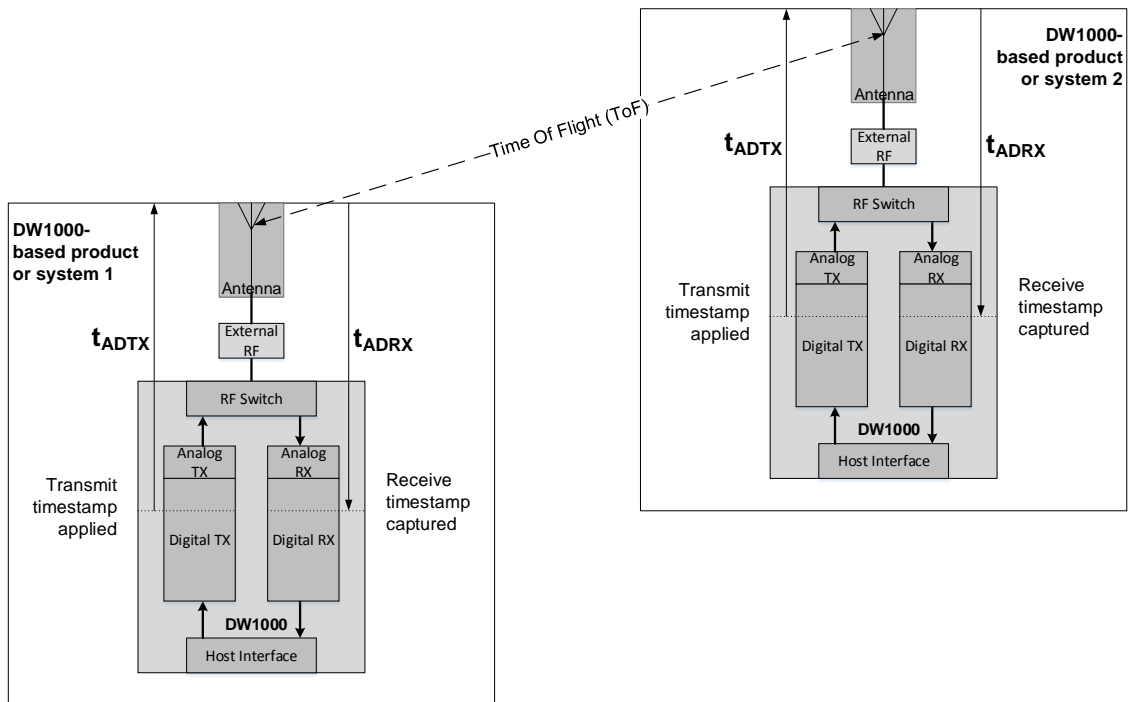 DW1000-
based product
or system 2
Antenna
Time Of Flight (ToF)
External
RF
tADTX
tADRX
RF Switch
Analog
TX
Analog
RX
Transmit
timestamp
applied
Receive
timestamp
captured
Digital TX
Digital RX
DW1000
Host Interface
DW1000-
based product
or system 1
Antenna
External
RF
tADTX
tADRX
RF Switch
Analog
TX
Analog
RX
Transmit
timestamp
applied
Receive
timestamp
captured
Digital TX
Digital RX
DW1000
Host Interface